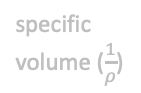 specific
volume (1/ρ)